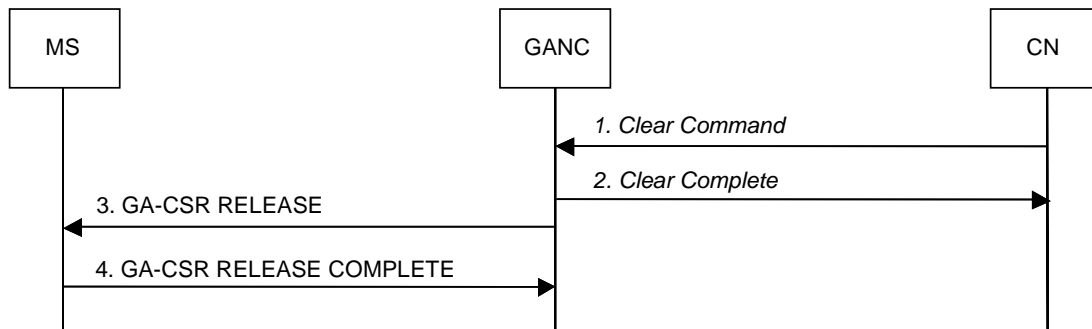 MS
GANC
CN
1. Clear Command
2. Clear Complete
3. GA-CSR RELEASE
4. GA-CSR RELEASE COMPLETE